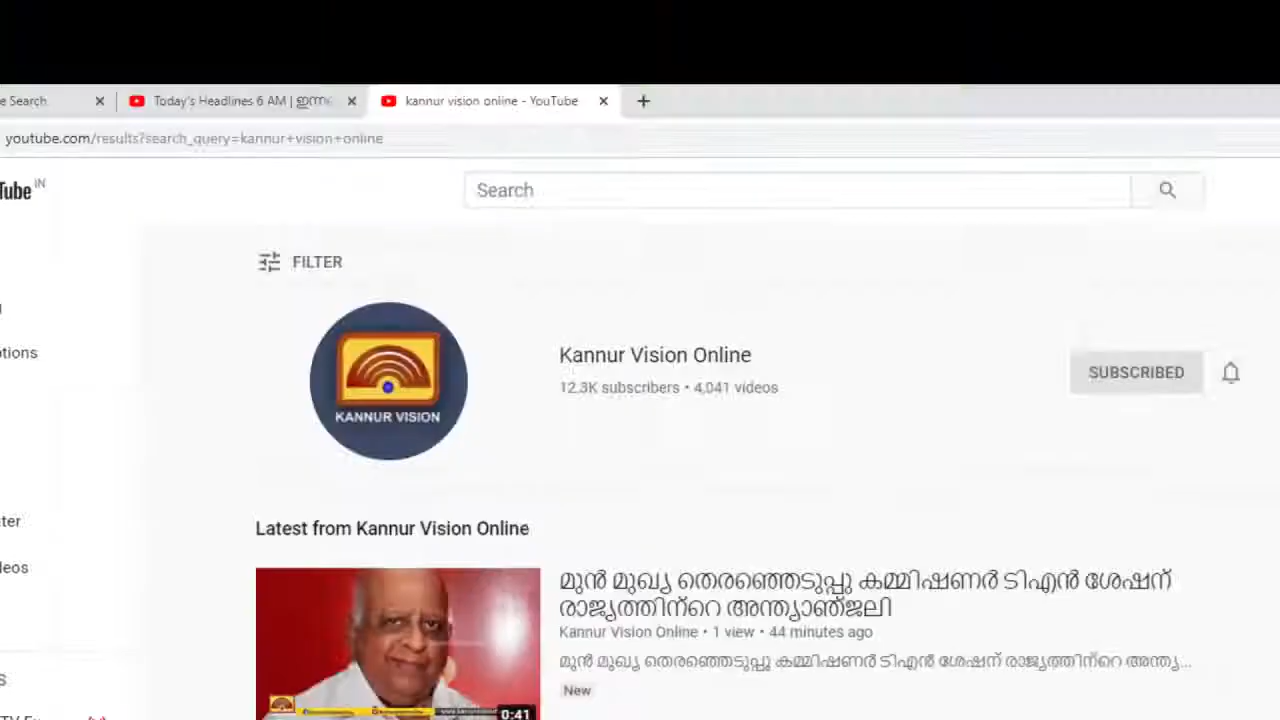 e Search
Today's Headlines 6 AM |
kannur vision online - YouTube
youtube.com/results?search_query=kannur+vision+online
Tube IN
Search
FILTER
KANNUR VISION
Kannur Vision Online
12.3K subscribers • 4,041 videos
SUBSCRIBED
otions
Latest from Kannur Vision Online
ter
leos
മുൻ മുഖ്യ തെരഞ്ഞെടുപ്പു കമ്മിഷണർ ടിഎൻ ശേഷന്
രാജ്യത്തിന്റെ അന്ത്യാഞ്ജലി
Kannur Vision Online • 1 view • 44 minutes ago
മുൻ മുഖ്യ തെരഞ്ഞെടുപ്പു കമ്മിഷണർ ടിഎൻ ശേഷന് രാജ്യത്തിന്റെ അന്ത്യ...
New
0:41
S